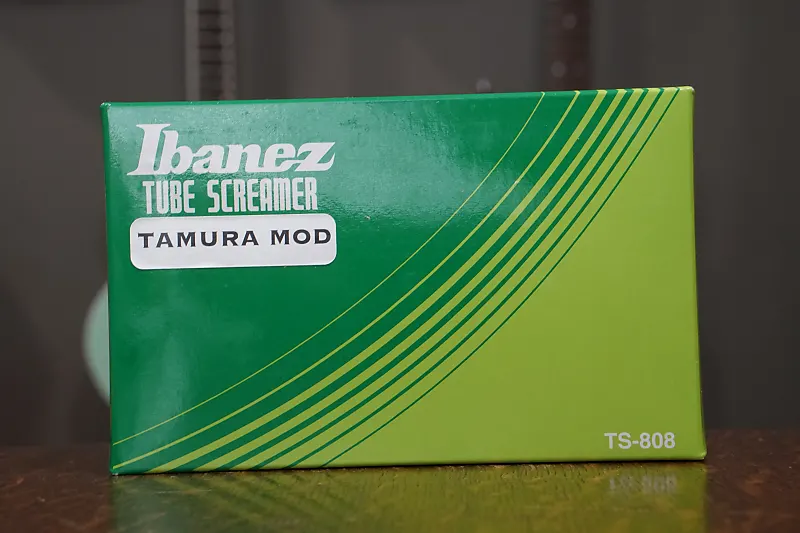 Ibanez
TUBE SCREAMER
TAMURA MOD
TS-808